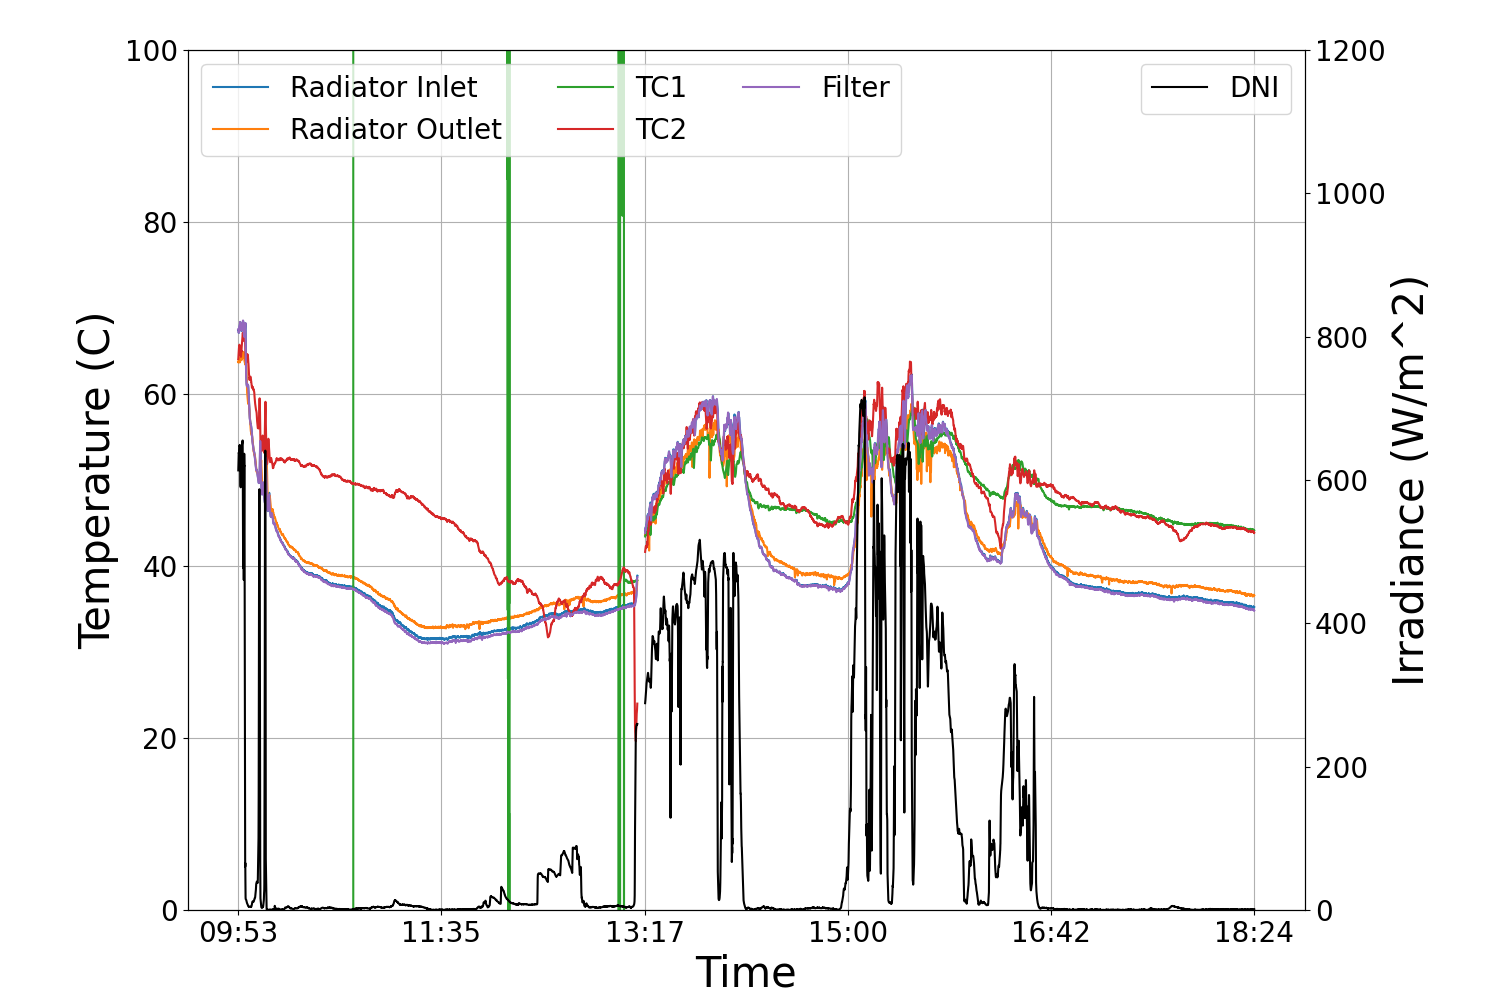 100
80
60
40
20
0
Temperature (C)
Radiator Inlet
Radiator Outlet
TC1
TC2
Filter
DNI
1200
1000
800
600
400
200
0
Irradiance (W/m^2)
09:53
11:35
13:17
15:00
16:42
18:24
Time